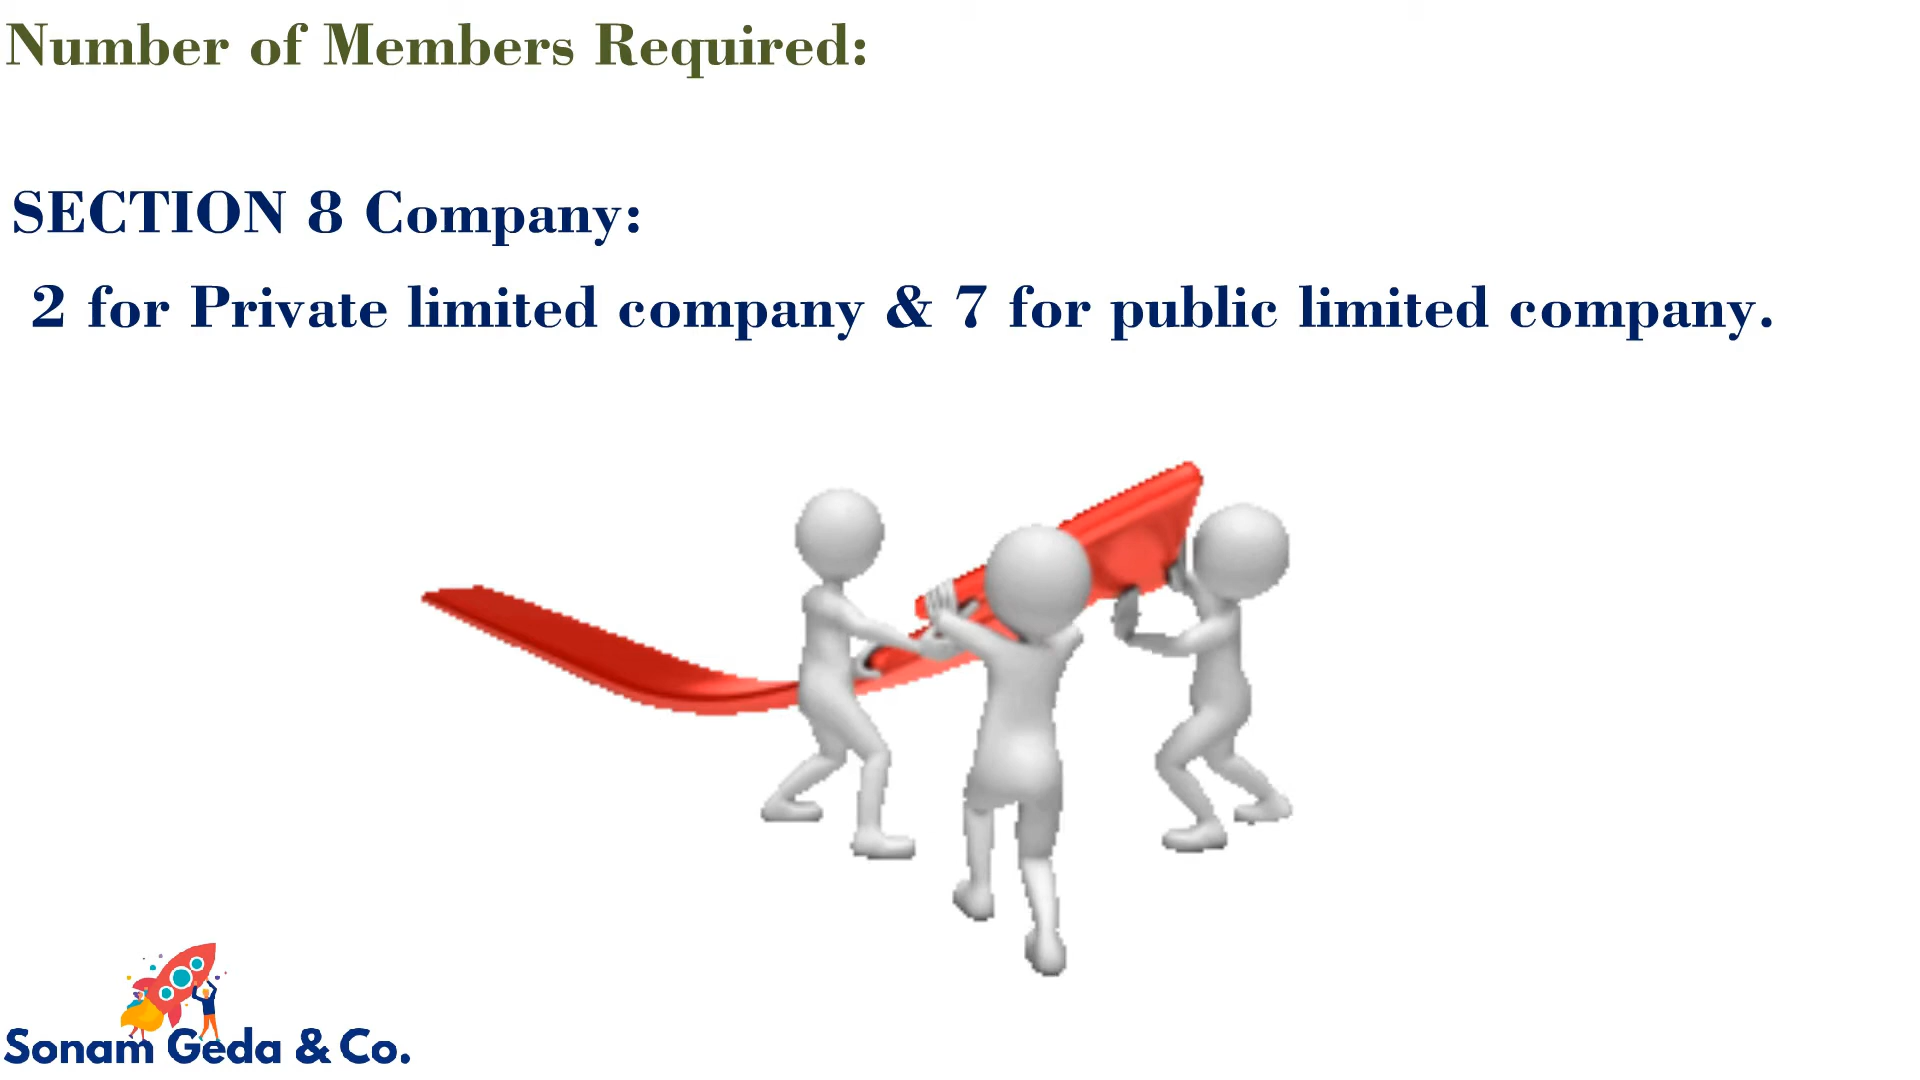 Number of Members Required:
SECTION 8 Company:
2 for Private limited company & 7 for public limited company.
Sonam Geda & Co.